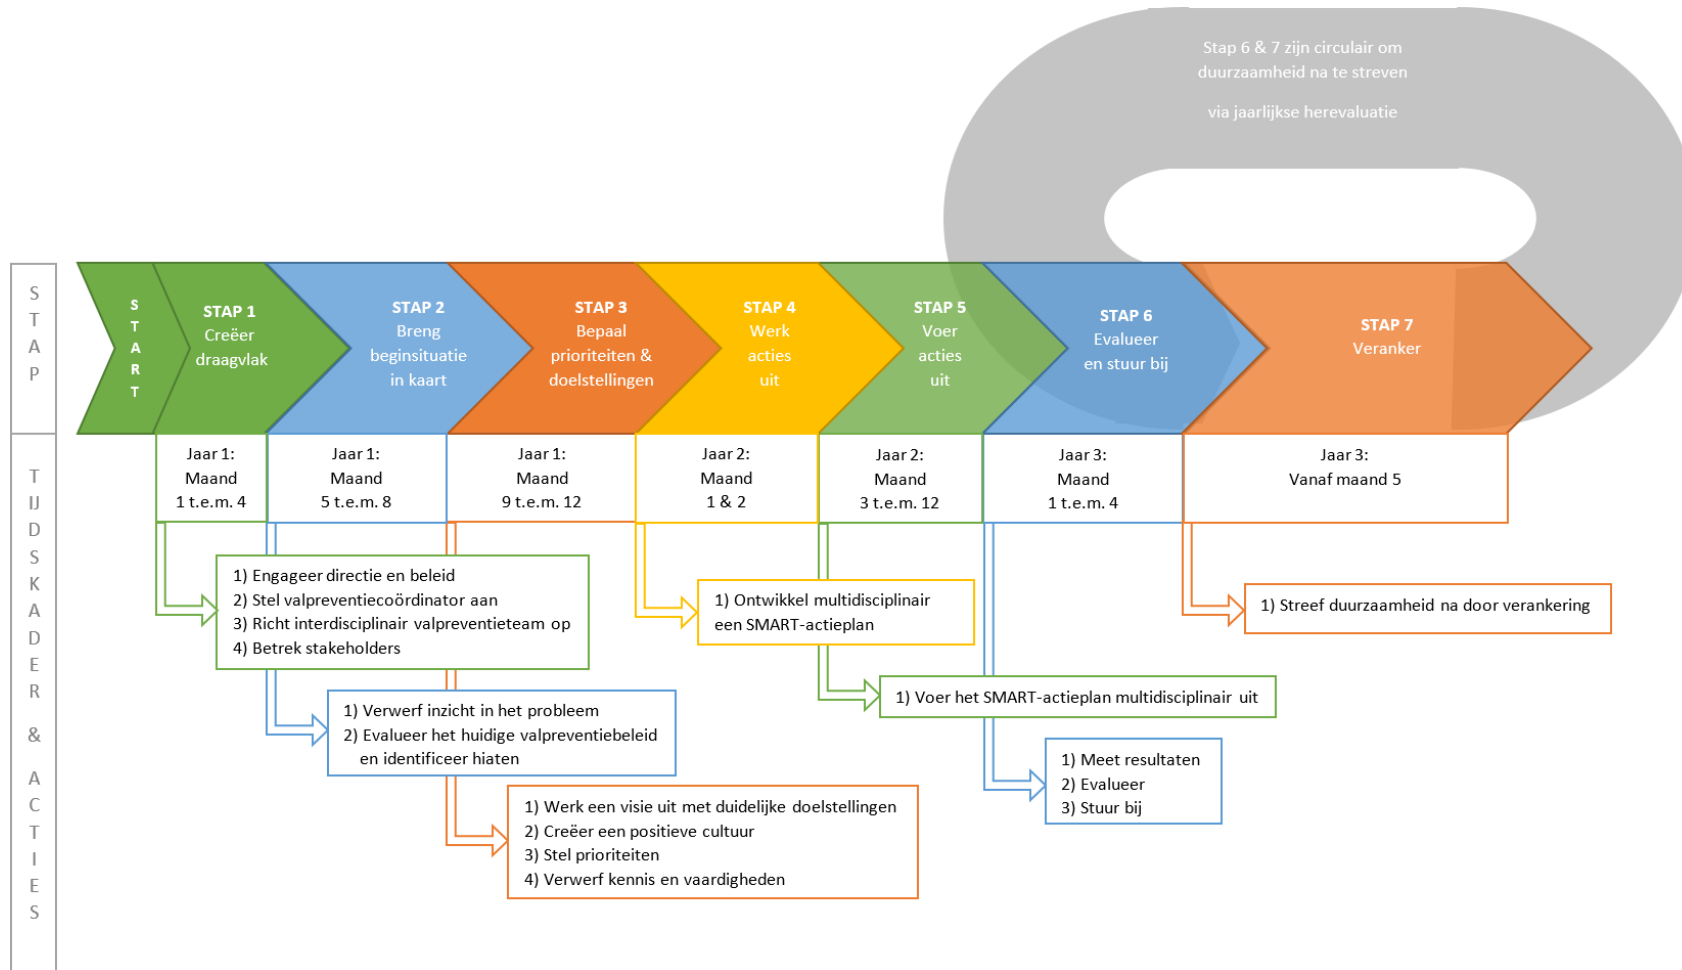 Stap 6 & 7 zijn circulair om
duurzaamheid na te streven
via jaarlijkse herevaluatie
STAP
START
STAP 1
Creëer
draagvlak
STAP 2
Breng
beginsituatie
in kaart
STAP 3
Bepaal
prioriteiten &
doelstellingen
STAP 4
Werk
acties
uit
STAP 5
Voer
acties
uit
STAP 6
Evalueer
en stuur bij
STAP 7
Veranker
TIJDSKADER & ACTIES
Jaar 1:
Maand
1 t.e.m. 4
Jaar 1:
Maand
5 t.e.m. 8
Jaar 1:
Maand
9 t.e.m. 12
Jaar 2:
Maand
1 & 2
Jaar 2:
Maand
3 t.e.m. 12
Jaar 3:
Maand
1 t.e.m. 4
Jaar 3:
Vanaf maand 5
1) Engageer directie en beleid
2) Stel valpreventiecoördinator aan
3) Richt interdisciplinair valpreventieteam op
4) Betrek stakeholders
1) Verwerf inzicht in het probleem
2) Evalueer het huidige valpreventiebeleid
en identificeer hiaten
1) Werk een visie uit met duidelijke doelstellingen
2) Creëer een positieve cultuur
3) Stel prioriteiten
4) Verwerf kennis en vaardigheden
1) Ontwikkel multidisciplinair
een SMART-actieplan
1) Voer het SMART-actieplan multidisciplinair uit
1) Meet resultaten
2) Evalueer
3) Stuur bij
1) Streef duurzaamheid na door verankering